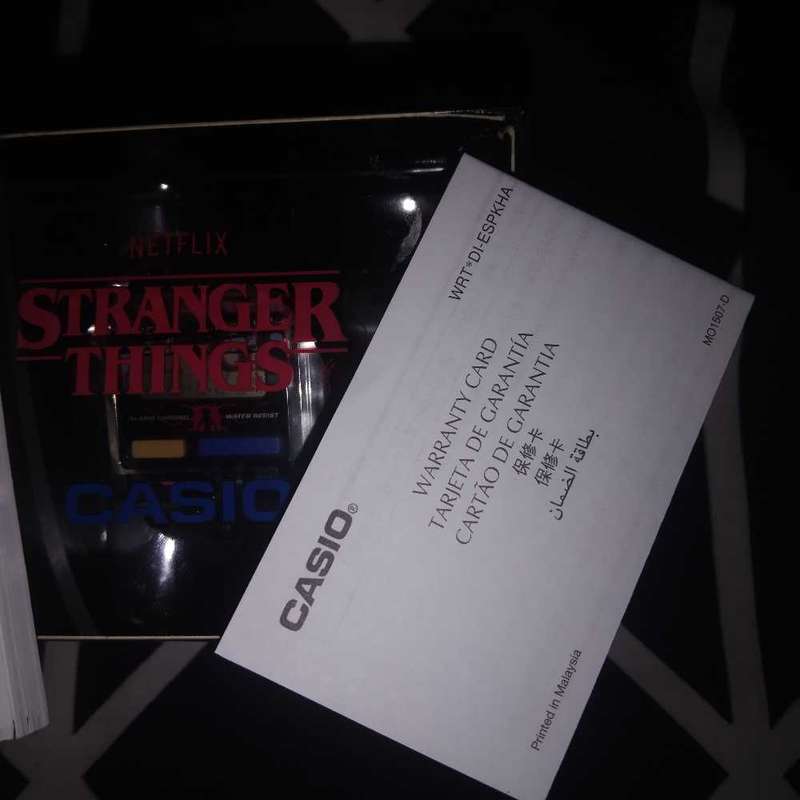 NETFLIX
STRANGER
THINGS
WATER RESIST
CASIO
WRT*DI-ESPKHA
MO1507-D
WARRANTY CARD
TARJETA DE GARANTÍA
CARTÃO DE GARANTIA
保修卡
保修卡
بطاقة الضمان
CASIO®
Printed in Malaysia